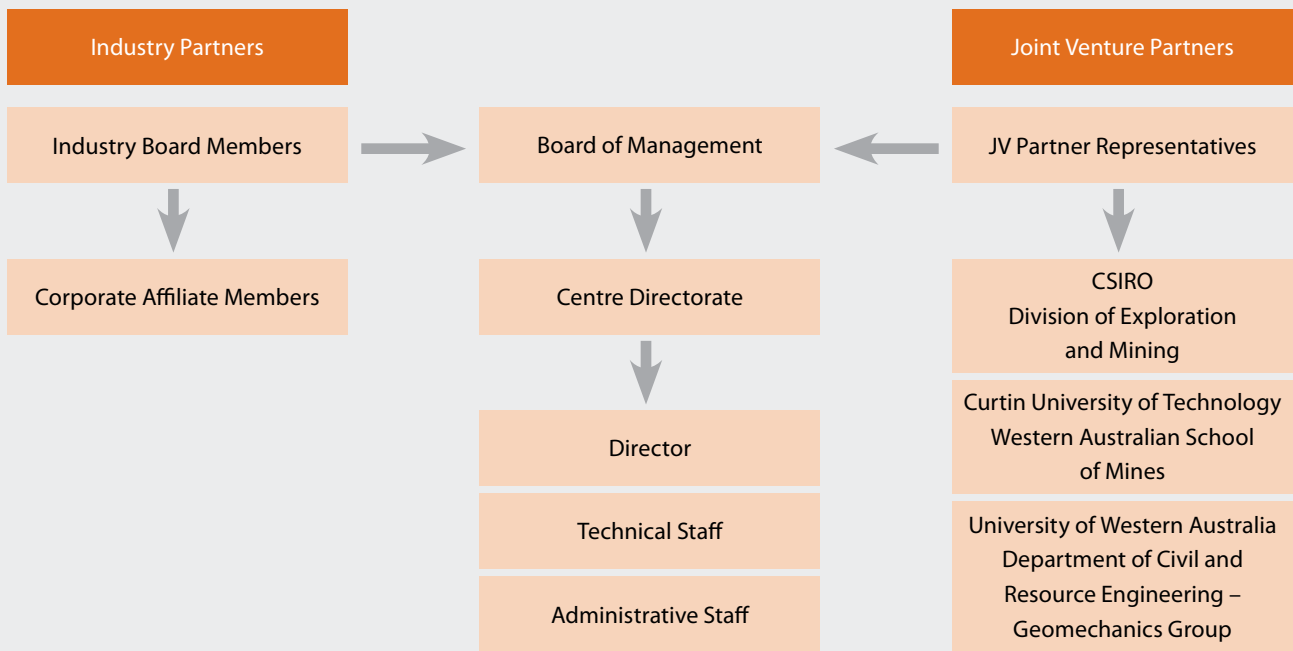 Industry Partners
Joint Venture Partners
Industry Board Members
Board of Management
JV Partner Representatives
Corporate Affiliate Members
Centre Directorate
CSIRO
Division of Exploration
and Mining
Director
Technical Staff
Administrative Staff
Curtin University of Technology
Western Australian School
of Mines
University of Western Australia
Department of Civil and
Resource Engineering –
Geomechanics Group